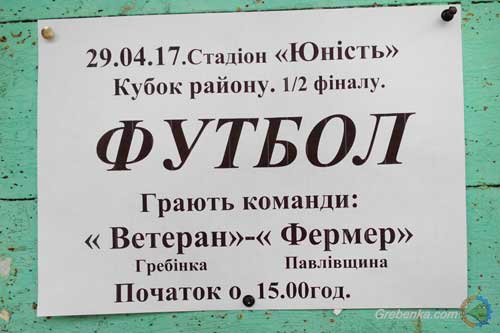 29.04.17.Стадіон «Юність»
Кубок району. 1/2 фіналу.
ФУТБОЛ
Грають команди:
« Ветеран»-« Фермер»
Гребінка Павлівщина
Початок о 15.00год.
Grebenka.com